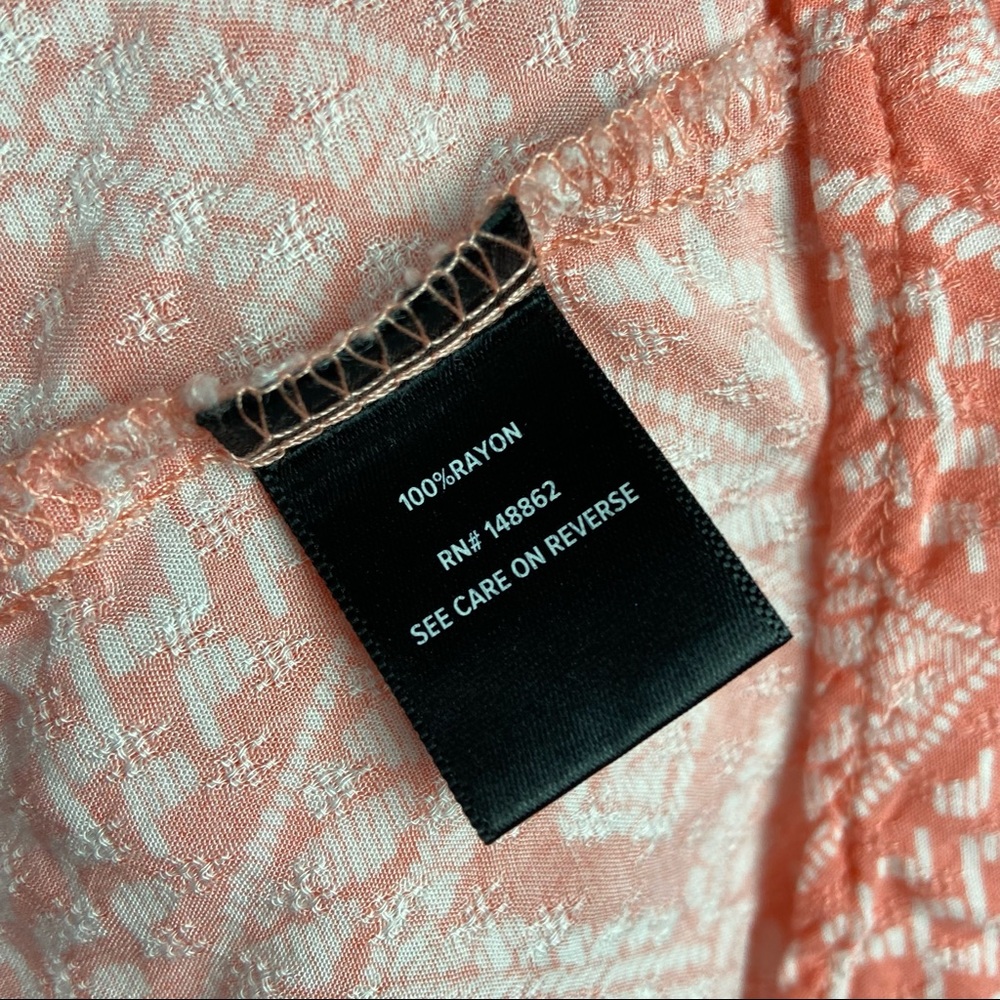 100%RAYON
RN# 148862
SEE CARE ON REVERSE